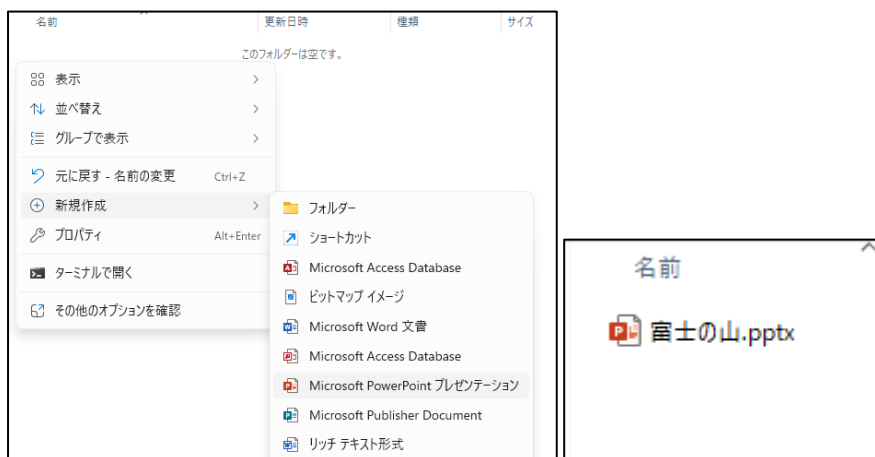 名前 更新日時 種類 サイズ
このフォルダーは空です。
表示
並べ替え
グループで表示
元に戻す - 名前の変更 Ctrl+Z
新規作成
プロパティ Alt+Enter
ターミナルで開く
その他のオプションを確認
フォルダー
ショートカット
Microsoft Access Database
ビットマップ イメージ
Microsoft Word 文書
Microsoft Access Database
Microsoft PowerPoint プレゼンテーション
Microsoft Publisher Document
リッチ テキスト形式
名前
富士の山.pptx